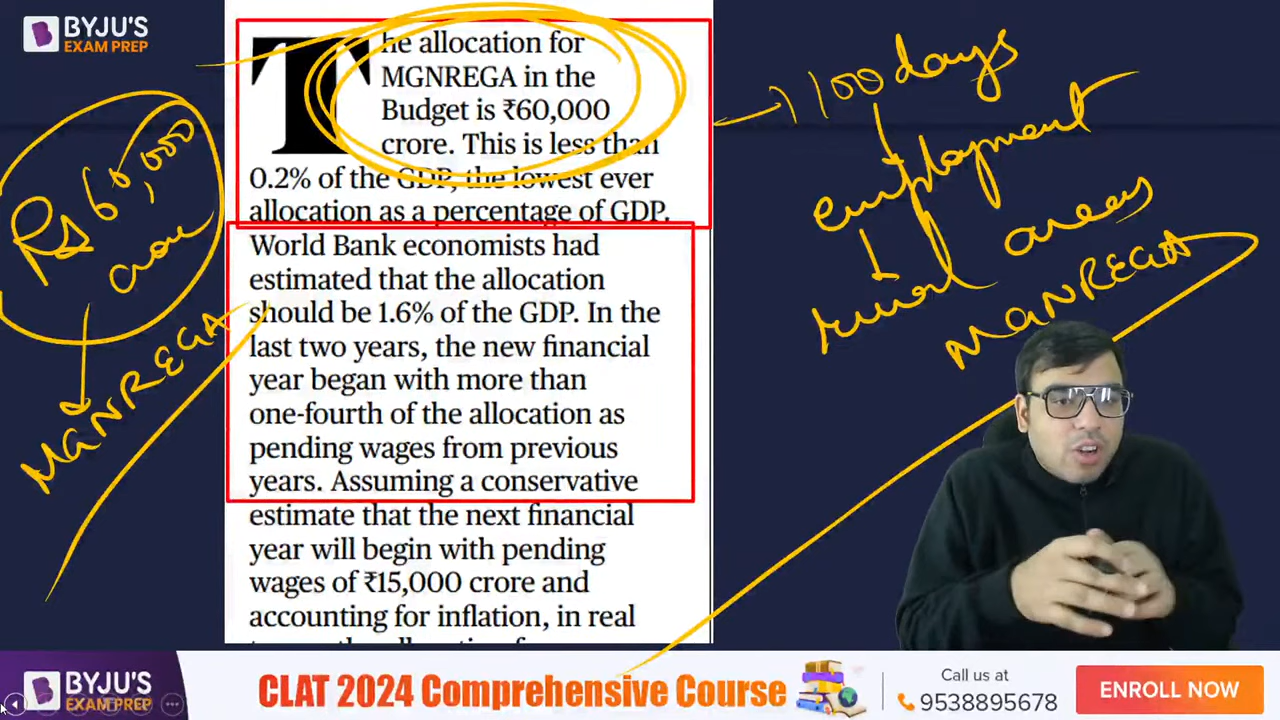 BYJU'S
EXAM PREP
The allocation for
MGNREGA in the
Budget is ₹60,000
crore. This is less than
0.2% of the GDP, the lowest ever
allocation as a percentage of GDP.
World Bank economists had
estimated that the allocation
should be 1.6% of the GDP. In the
last two years, the new financial
year began with more than
one-fourth of the allocation as
pending wages from previous
years. Assuming a conservative
estimate that the next financial
year will begin with pending
wages of ₹15,000 crore and
accounting for inflation, in real
Rs 60,000
crore
MGNREGA
100 days
employment
rural areas
MGNREGA
BYJU'S
EXAM PREP
CLAT 2024 Comprehensive Course
Call us at
9538895678
ENROLL NOW